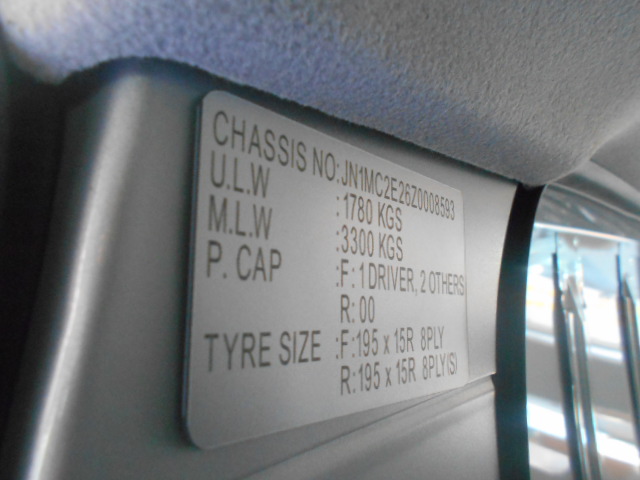 CHASSIS NO:JN1MC2E26Z0008593
U.L.W :1780 KGS
M.L.W :3300 KGS
P. CAP :F: 1 DRIVER, 2 OTHERS
R: 00
TYRE SIZE :F: 195 x 15R 8PLY
R: 195 x 15R 8PLY(S)